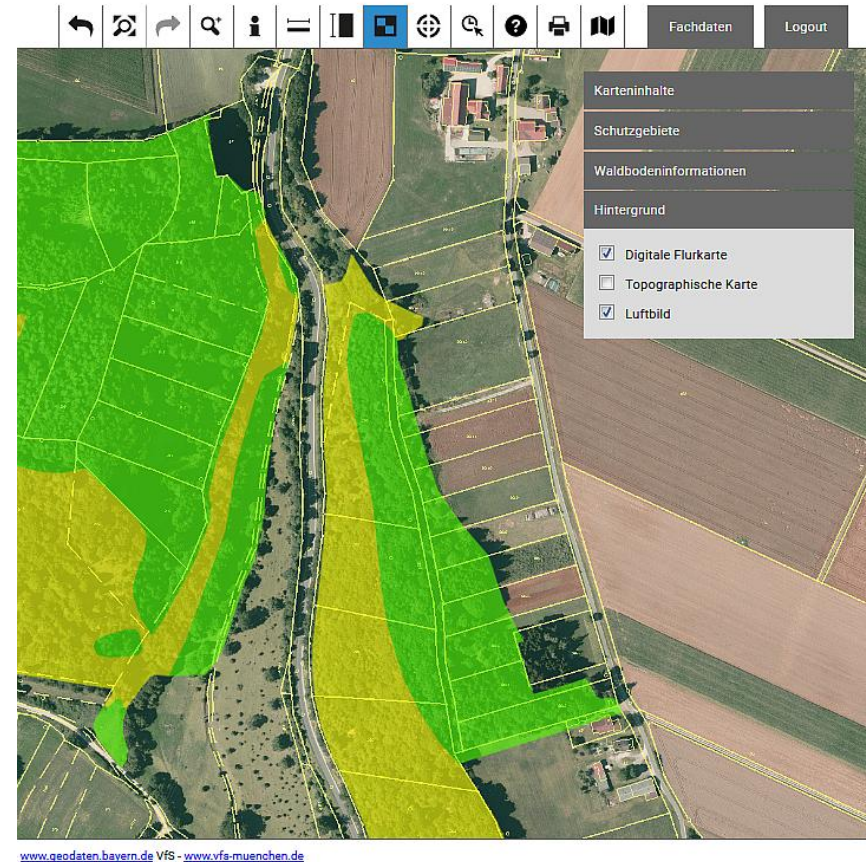 Fachdaten Logout
Karteninhalte
Schutzgebiete
Waldbodeninformationen
Hintergrund
Digitale Flurkarte
Topographische Karte
Luftbild
www.geodaten.bayern.de VfS - www.vfs-muenchen.de